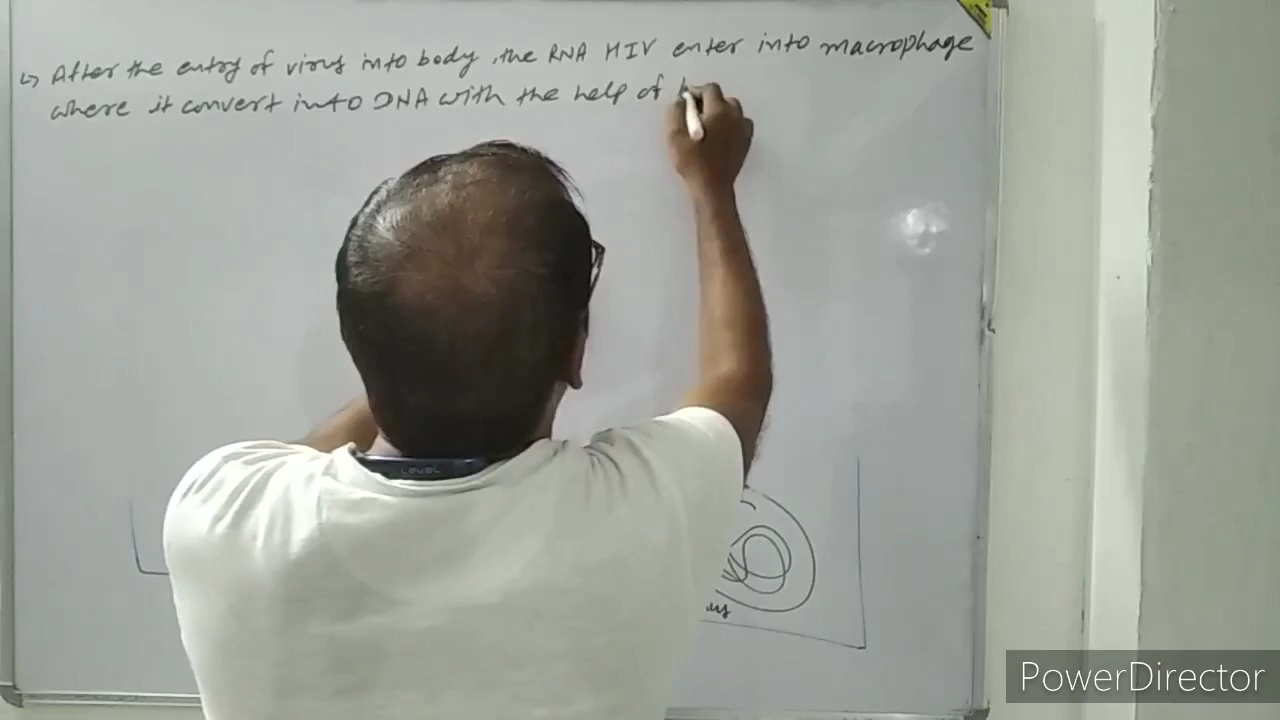 ↳ After the entry of virus into body, the RNA HIV enter into macrophage
where it convert into DNA with the help of
LEVEL
PowerDirector